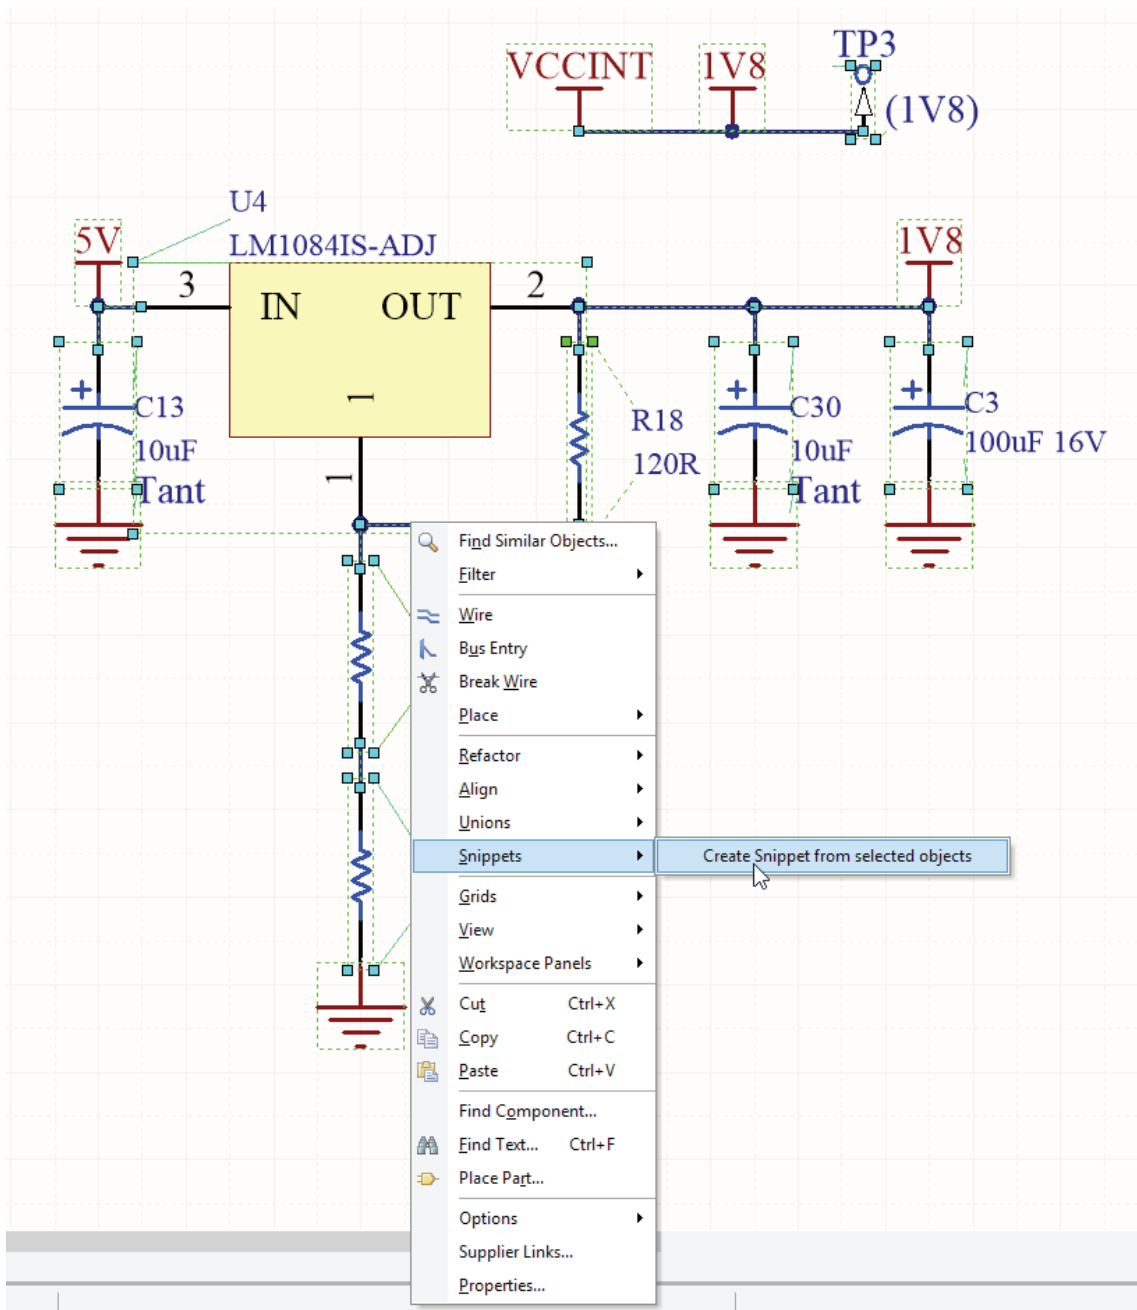 TP3
VCCINT
1V8
(1V8)
U4
LM1084IS-ADJ
5V
1V8
3
2
IN
OUT
1
1
C13
10uF
Tant
R18
120R
C30
10uF
Tant
C3
100uF 16V
Find Similar Objects...
Filter
Wire
Bus Entry
Break Wire
Place
Refactor
Align
Unions
Snippets
Create Snippet from selected objects
Grids
View
Workspace Panels
Cut Ctrl+X
Copy Ctrl+C
Paste Ctrl+V
Find Component...
Find Text... Ctrl+F
Place Part...
Options
Supplier Links...
Properties...